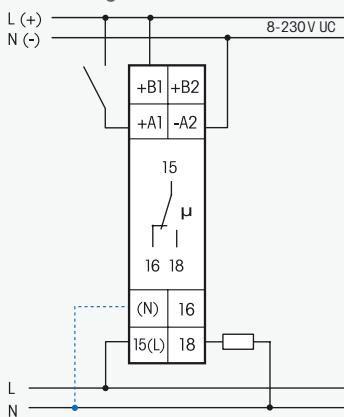 L (+)
8-230 V UC
N (-)
+B1 +B2
+A1 -A2
15
µ
16 18
(N) 16
15(L) 18
L
N